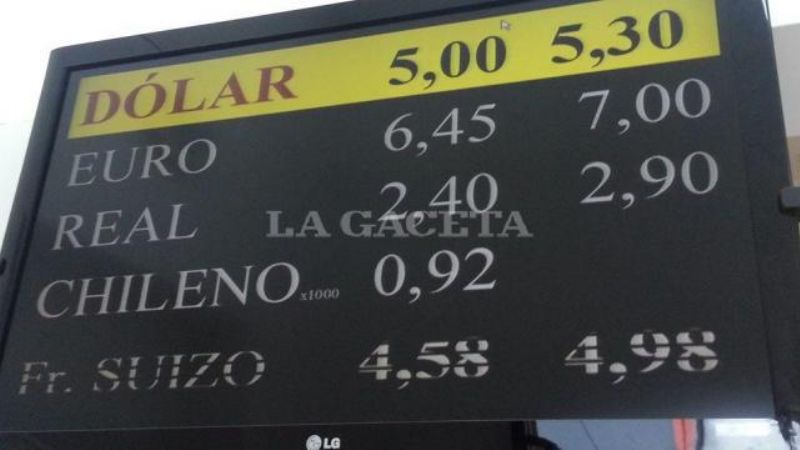 DÓLAR 5,00 5,30
EURO 6,45 7,00
REAL 2,40 2,90
LA GACETA
CHILENO x1000 0,92
Fr. SUIZO 4,58 4,98
LG